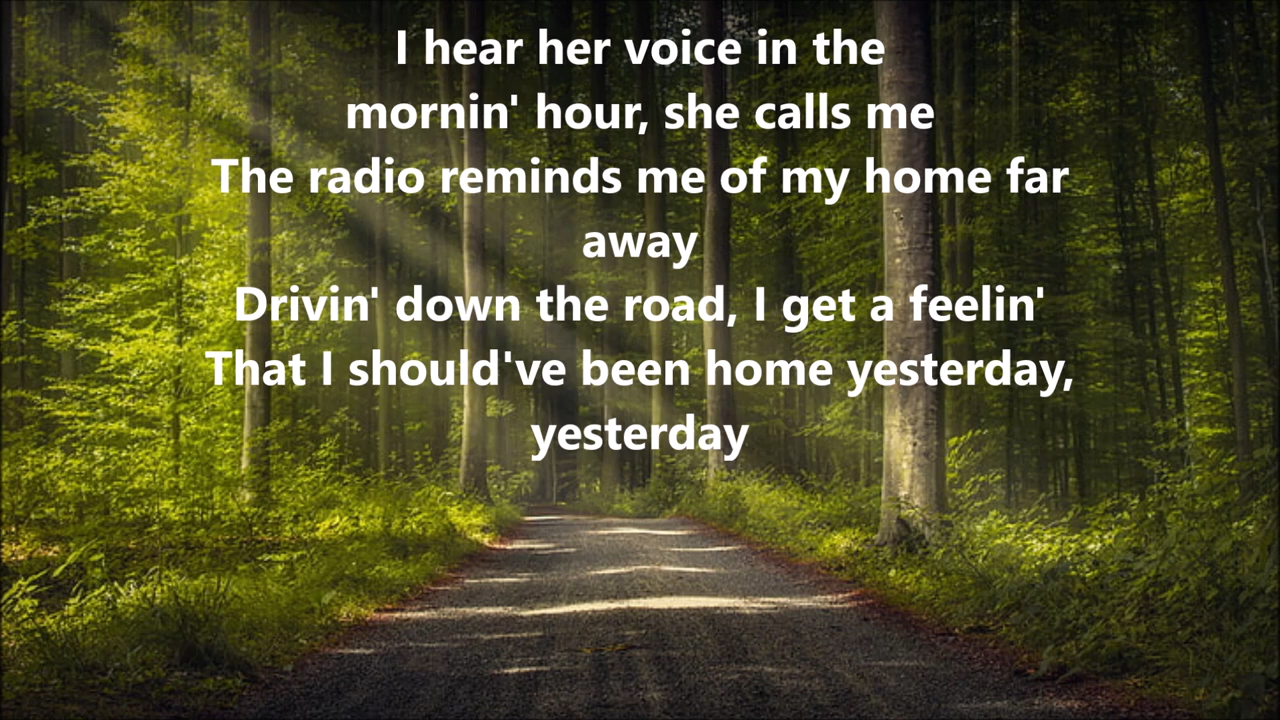 I hear her voice in the
mornin' hour, she calls me
The radio reminds me of my home far
away
Drivin' down the road, I get a feelin'
That I should've been home yesterday,
yesterday